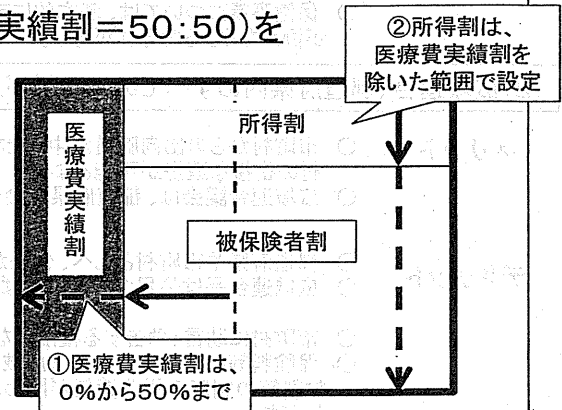 実績割＝50：50)を
②所得割は、
医療費実績割を
除いた範囲で設定
所得割
医療費実績割
被保険者割
①医療費実績割は、
0％から50％まで